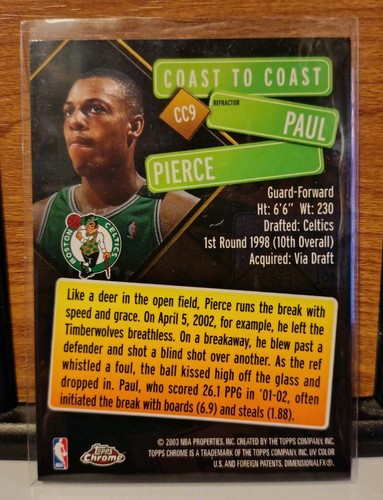 COAST TO COAST
CC9
REFRACTOR
PAUL
PIERCE
Guard-Forward
Ht: 6'6" Wt: 230
Drafted: Celtics
1st Round 1998 (10th Overall)
Acquired: Via Draft
BOSTON CELTICS
Like a deer in the open field, Pierce runs the break with
speed and grace. On April 5, 2002, for example, he left the
Timberwolves breathless. On a breakaway, he blew past a
defender and shot a blind shot over another. As the ref
whistled a foul, the ball kissed high off the glass and
dropped in. Paul, who scored 26.1 PPG in '01-02, often
initiated the break with boards (6.9) and steals (1.88).
© 2003 NBA PROPERTIES, INC. CREATED BY THE TOPPS COMPANY, INC.
TOPPS CHROME IS A TRADEMARK OF THE TOPPS COMPANY, INC. UV COLOR
U.S. AND FOREIGN PATENTS, DIMENSIONALFX®.
NBA
Topps
Chrome